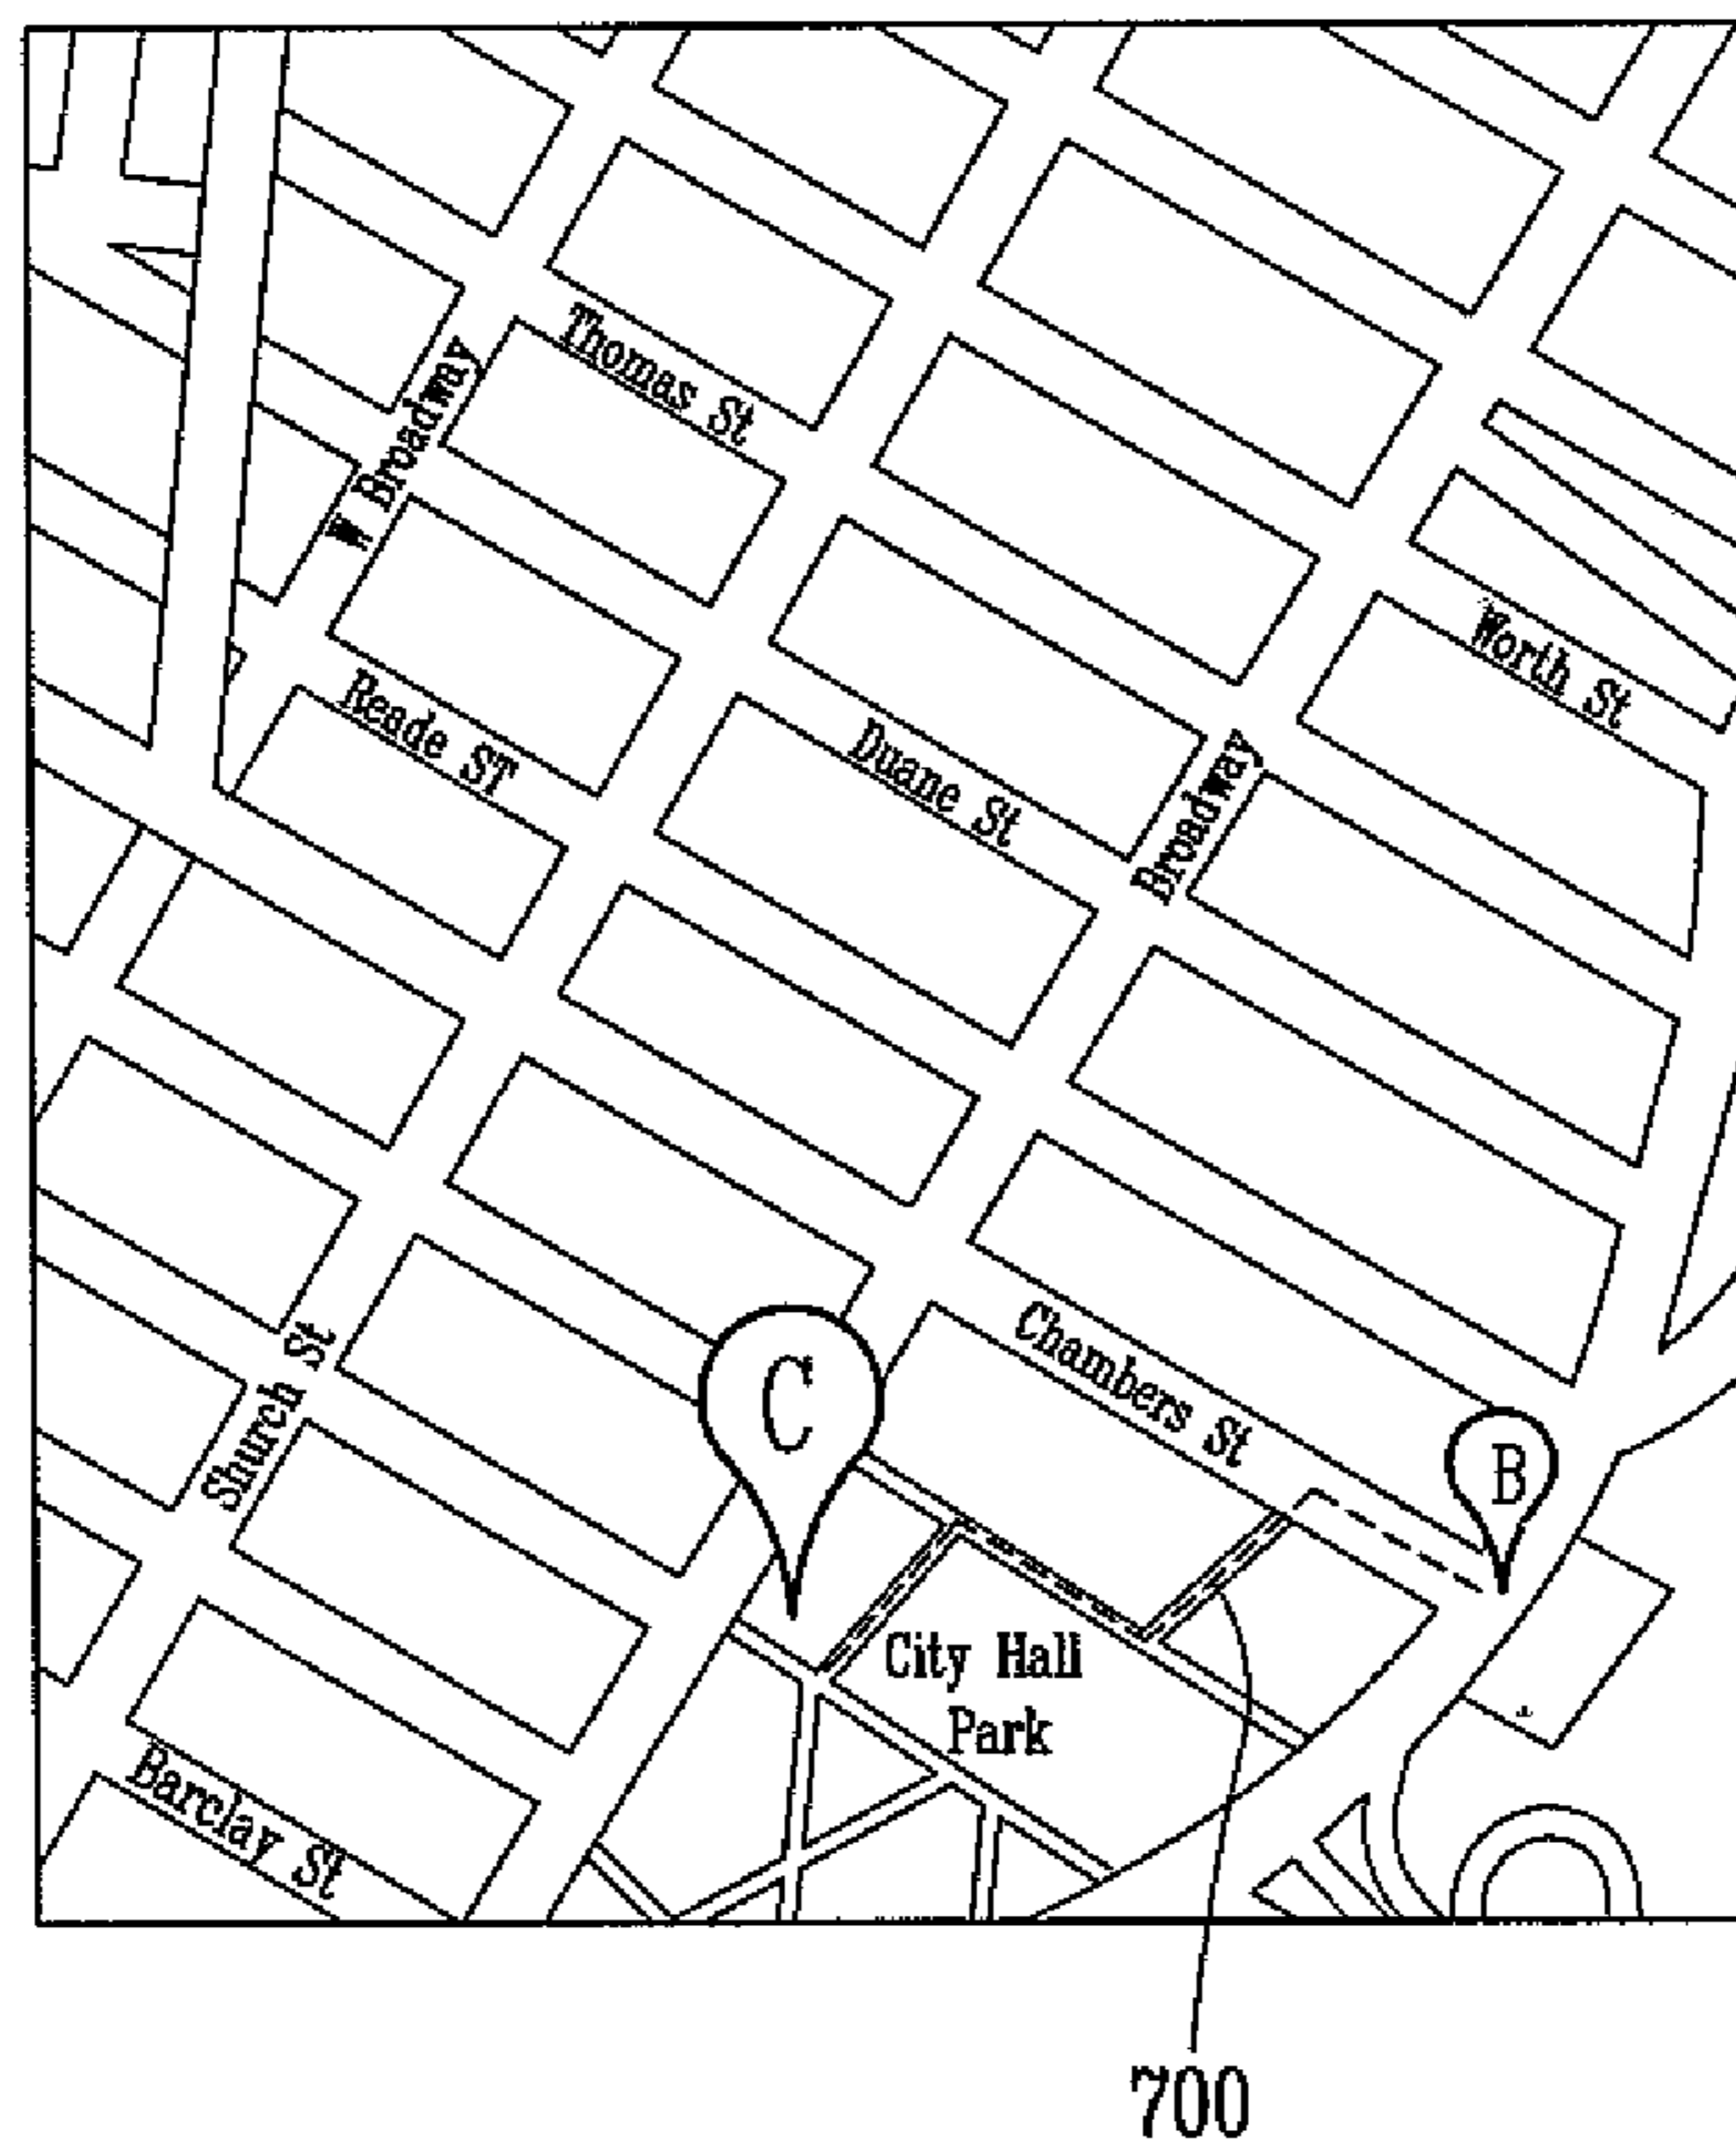 Thomas St
W Broadway
Worth St
Reade ST
Duane St
Broadway
Chambers St
Shurch St
C
B
City Hall
Park
Barclay St
700